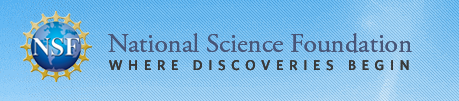 NSF
National Science Foundation
WHERE DISCOVERIES BEGIN